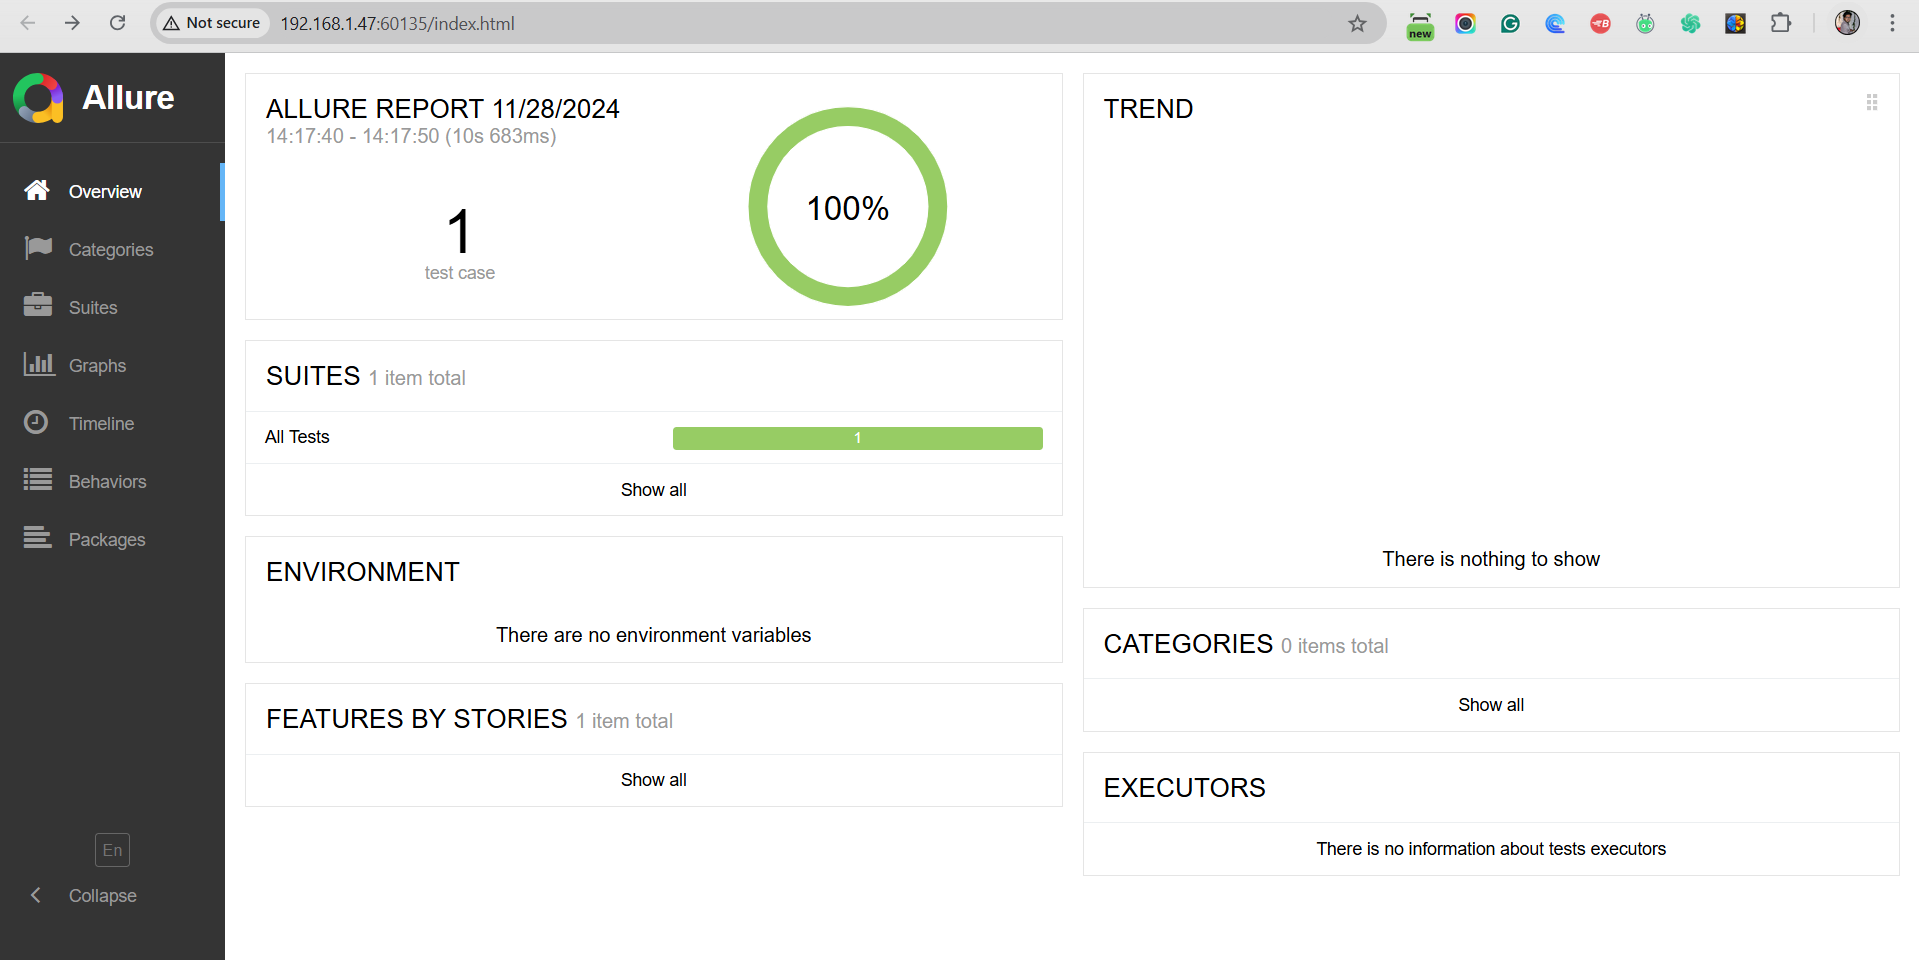 Not secure
192.168.1.47:60135/index.html
new
B
Allure
Overview
Categories
Suites
Graphs
Timeline
Behaviors
Packages
En
Collapse
ALLURE REPORT 11/28/2024
14:17:40 - 14:17:50 (10s 683ms)
1
test case
100%
SUITES 1 item total
All Tests 1
Show all
ENVIRONMENT
There are no environment variables
FEATURES BY STORIES 1 item total
Show all
TREND
There is nothing to show
CATEGORIES 0 items total
Show all
EXECUTORS
There is no information about tests executors